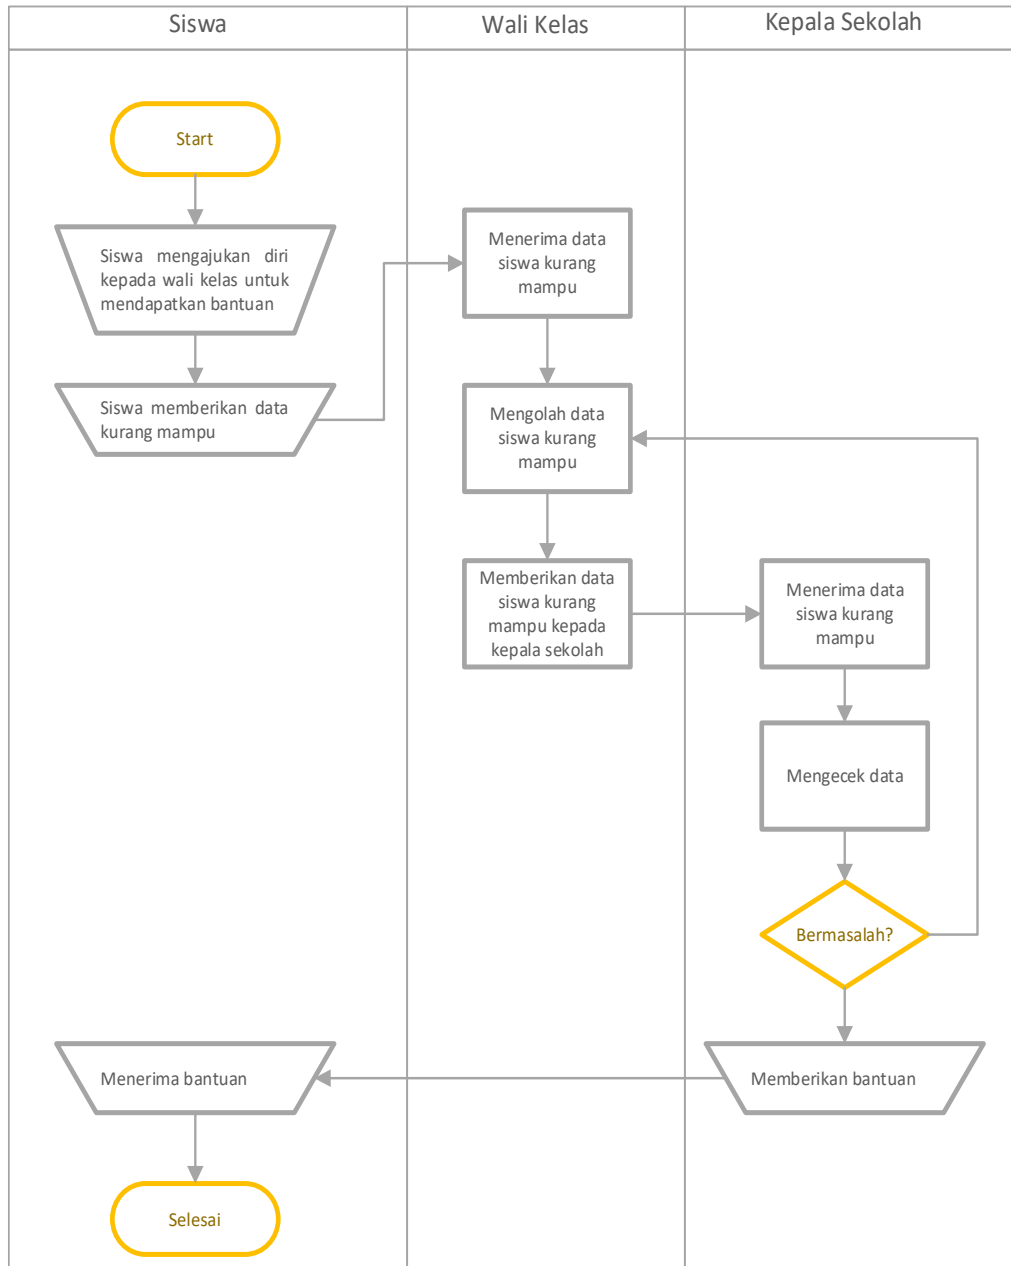 Siswa
Wali Kelas
Kepala Sekolah
Start
Siswa mengajukan diri
kepada wali kelas untuk
mendapatkan bantuan
Siswa memberikan data
kurang mampu
Menerima data
siswa kurang
mampu
Mengolah data
siswa kurang
mampu
Memberikan data
siswa kurang
mampu kepada
kepala sekolah
Menerima data
siswa kurang
mampu
Mengecek data
Bermasalah?
Memberikan bantuan
Menerima bantuan
Selesai